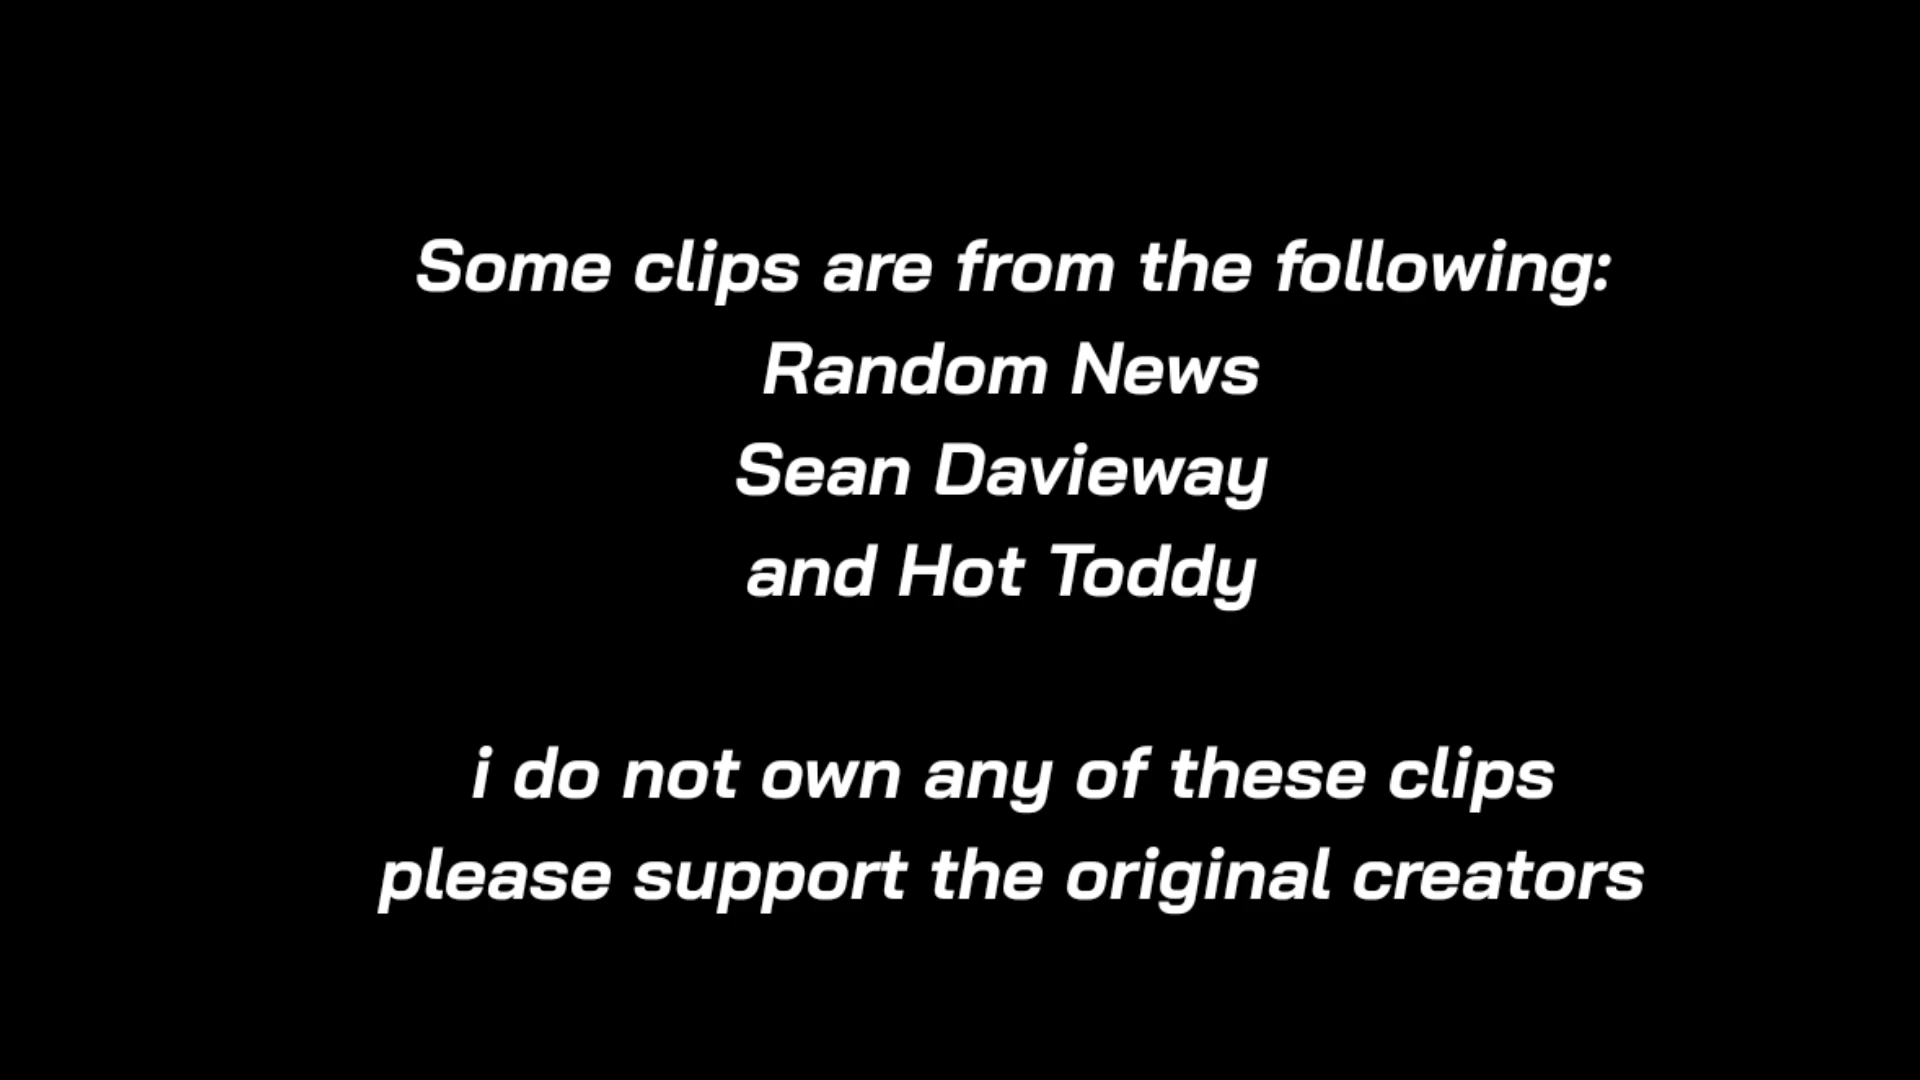 Some clips are from the following:
Random News
Sean Davieway
and Hot Toddy
i do not own any of these clips
please support the original creators